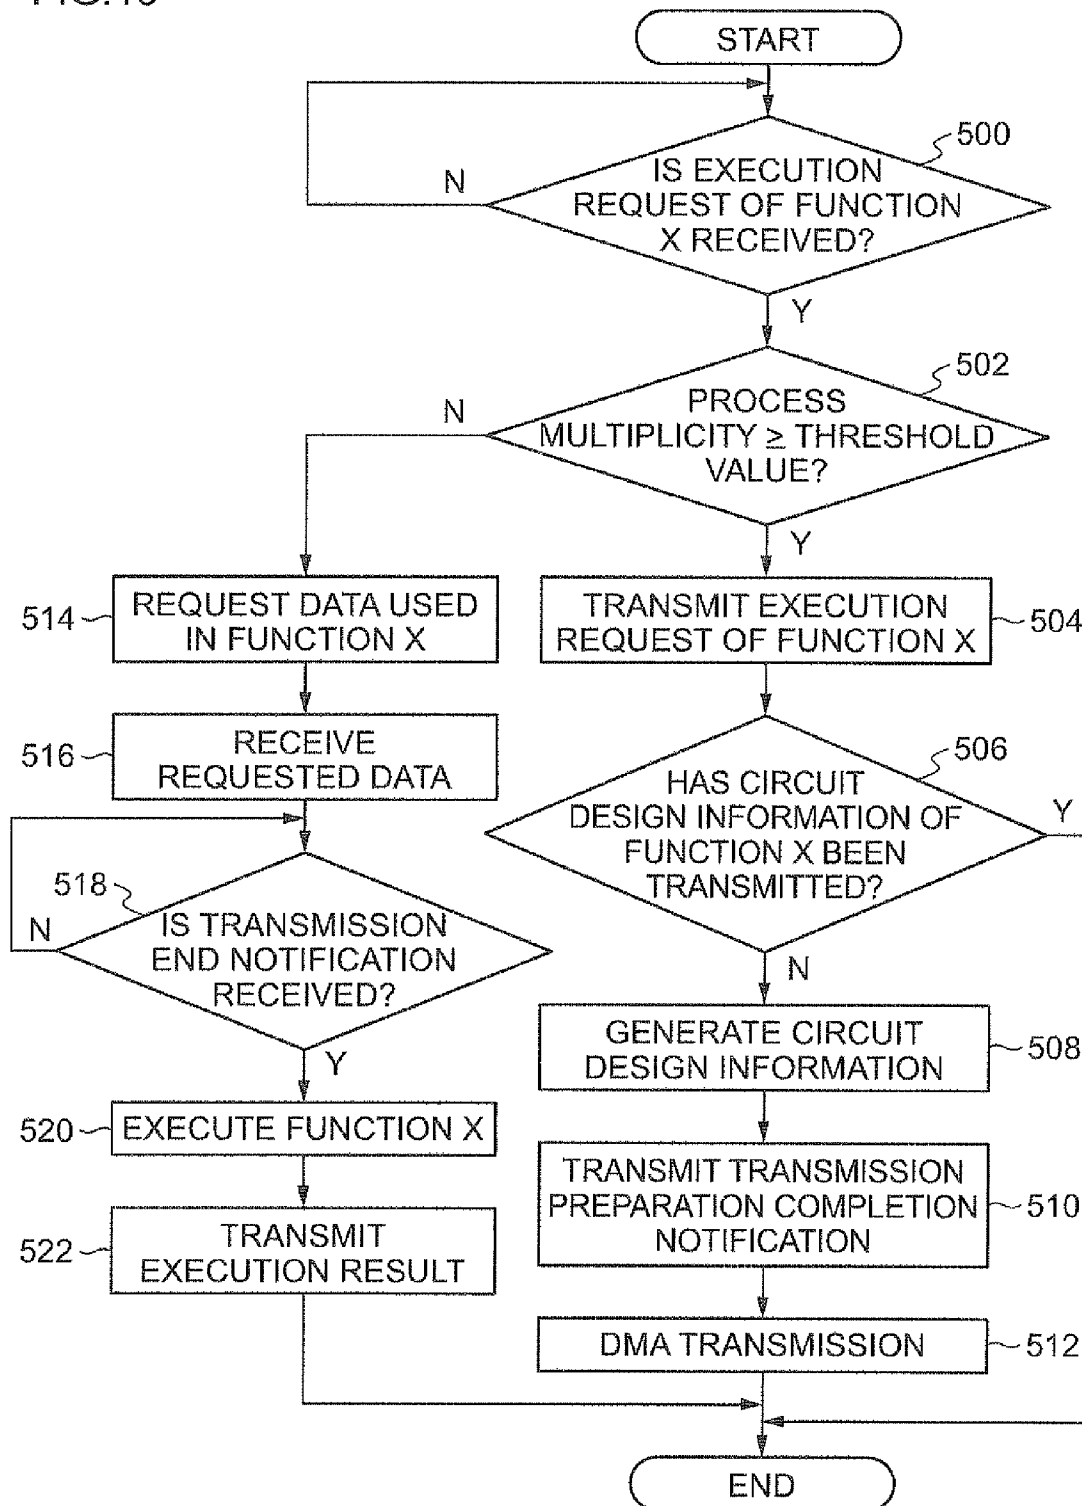 START
500
IS EXECUTION
REQUEST OF FUNCTION
X RECEIVED?
N
Y
502
PROCESS
MULTIPLICITY ≥ THRESHOLD
VALUE?
N
Y
514
REQUEST DATA USED
IN FUNCTION X
TRANSMIT EXECUTION
REQUEST OF FUNCTION X
504
516
RECEIVE
REQUESTED DATA
506
HAS CIRCUIT
DESIGN INFORMATION OF
FUNCTION X BEEN
TRANSMITTED?
Y
N
518
IS TRANSMISSION
END NOTIFICATION
RECEIVED?
N
Y
GENERATE CIRCUIT
DESIGN INFORMATION
508
520
EXECUTE FUNCTION X
TRANSMIT TRANSMISSION
PREPARATION COMPLETION
NOTIFICATION
510
522
TRANSMIT
EXECUTION RESULT
DMA TRANSMISSION
512
END